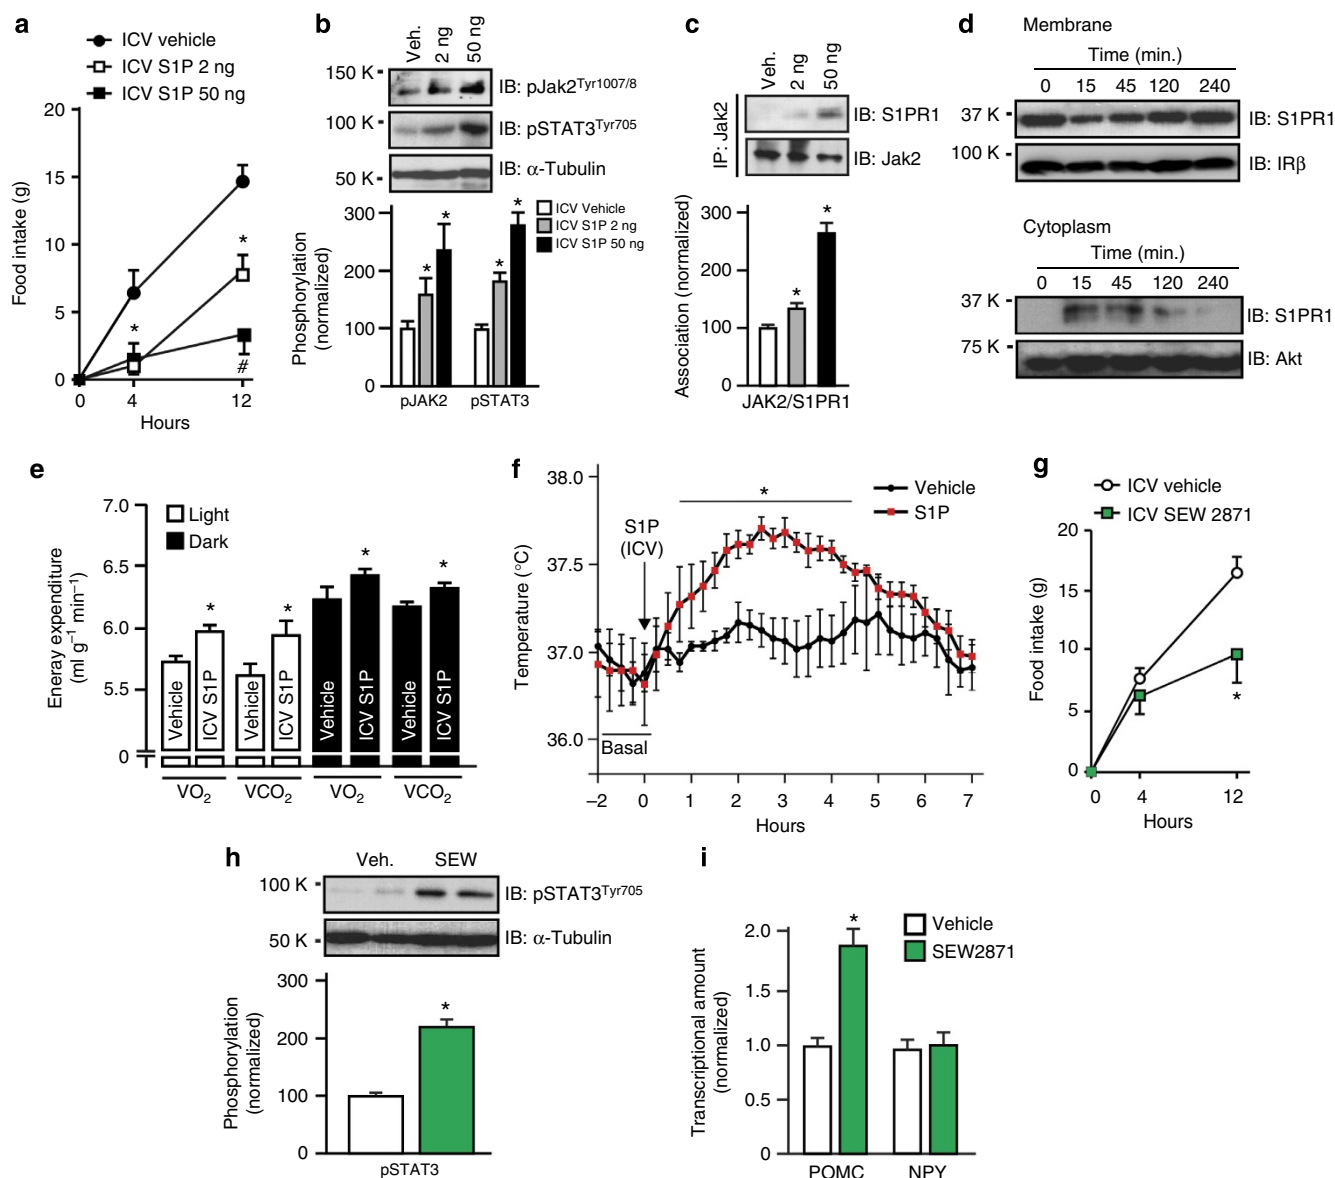 a
ICV vehicle
ICV S1P 2 ng
ICV S1P 50 ng
20
15
10
5
0
Food intake (g)
*
*
#
0 4 12
Hours
b
Veh. 2 ng 50 ng
150 K
IB: pJak2Tyr1007/8
100 K
IB: pSTAT3Tyr705
50 K
IB: α-Tubulin
ICV Vehicle
ICV S1P 2 ng
ICV S1P 50 ng
300
200
100
0
Phosphorylation
(normalized)
* * * *
pJAK2 pSTAT3
c
Veh. 2 ng 50 ng
IP: Jak2
IB: S1PR1
IB: Jak2
300
200
100
0
Association (normalized)
* *
JAK2/S1PR1
d
Membrane
Time (min.)
0 15 45 120 240
37 K
IB: S1PR1
100 K
IB: IRβ
Cytoplasm
Time (min.)
0 15 45 120 240
37 K
IB: S1PR1
75 K
IB: Akt
e
7.0
6.5
6.0
5.5
0
Eneray expenditure
(ml g−1 min−1)
Light
Dark
* * * *
Vehicle ICV S1P Vehicle ICV S1P Vehicle ICV S1P Vehicle ICV S1P
VO2 VCO2 VO2 VCO2
f
38.0
37.5
37.0
36.0
Temperature (°C)
S1P
(ICV)
*
Vehicle
S1P
Basal
−2 0 1 2 3 4 5 6 7
Hours
g
ICV vehicle
ICV SEW 2871
20
15
10
5
0
Food intake (g)
*
0 4 12
Hours
h
Veh. SEW
100 K
IB: pSTAT3Tyr705
50 K
IB: α-Tubulin
300
200
100
0
Phosphorylation
(normalized)
*
pSTAT3
i
Vehicle
SEW2871
2.0
1.5
1.0
0.5
0
Transcriptional amount
(normalized)
*
POMC NPY